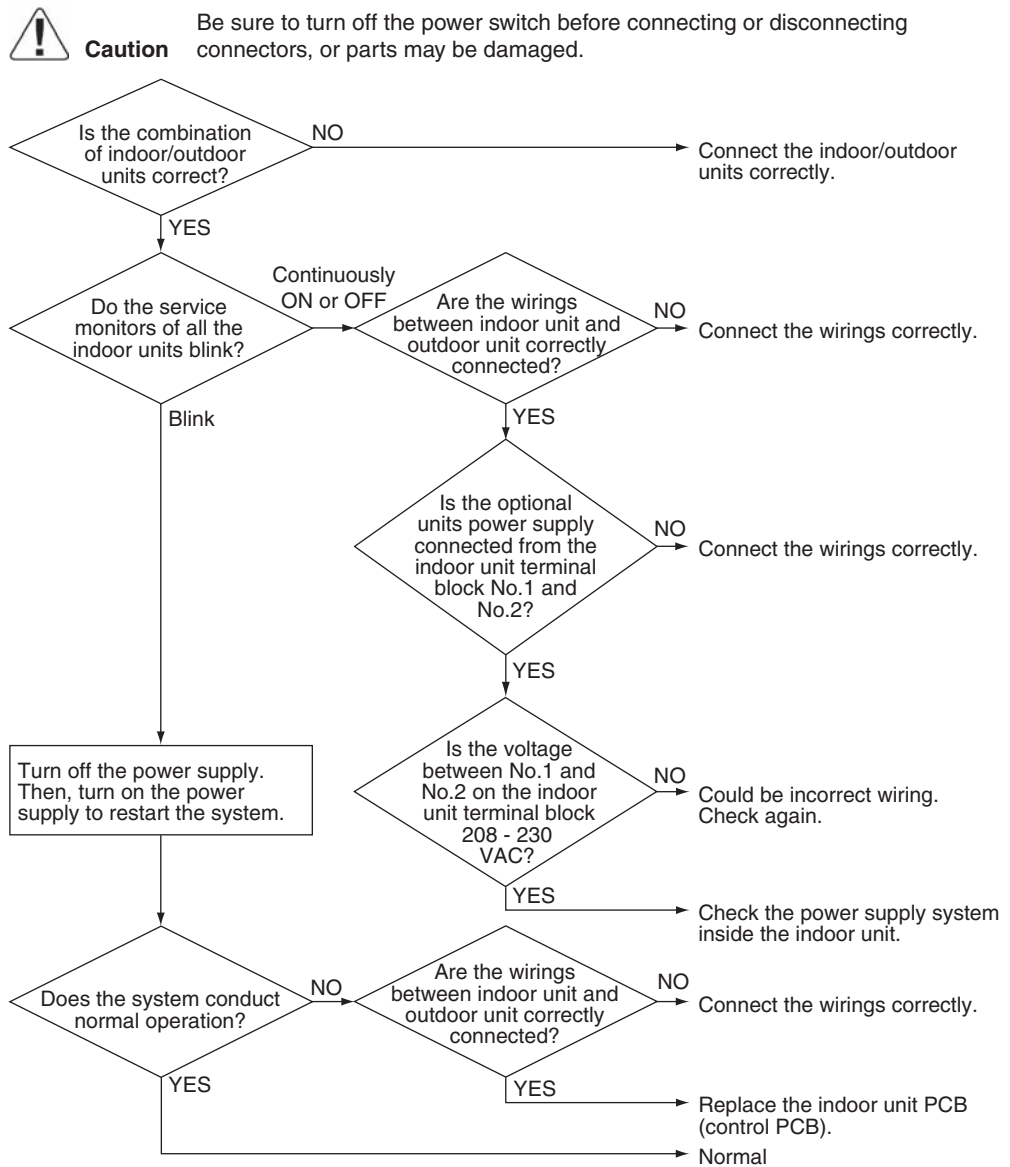 Be sure to turn off the power switch before connecting or disconnecting
Caution connectors, or parts may be damaged.
Is the combination
of indoor/outdoor
units correct?
NO
Connect the indoor/outdoor
units correctly.
YES
Do the service
monitors of all the
indoor units blink?
Continuously
ON or OFF
Are the wirings
between indoor unit and
outdoor unit correctly
connected?
NO
Connect the wirings correctly.
Blink
YES
Is the optional
units power supply
connected from the
indoor unit terminal
block No.1 and
No.2?
NO
Connect the wirings correctly.
YES
Is the voltage
between No.1 and
No.2 on the indoor
unit terminal block
208 - 230
VAC?
NO
Could be incorrect wiring.
Check again.
YES
Check the power supply system
inside the indoor unit.
Turn off the power supply.
Then, turn on the power
supply to restart the system.
Does the system conduct
normal operation?
NO
Are the wirings
between indoor unit and
outdoor unit correctly
connected?
NO
Connect the wirings correctly.
YES
Replace the indoor unit PCB
(control PCB).
YES
Normal